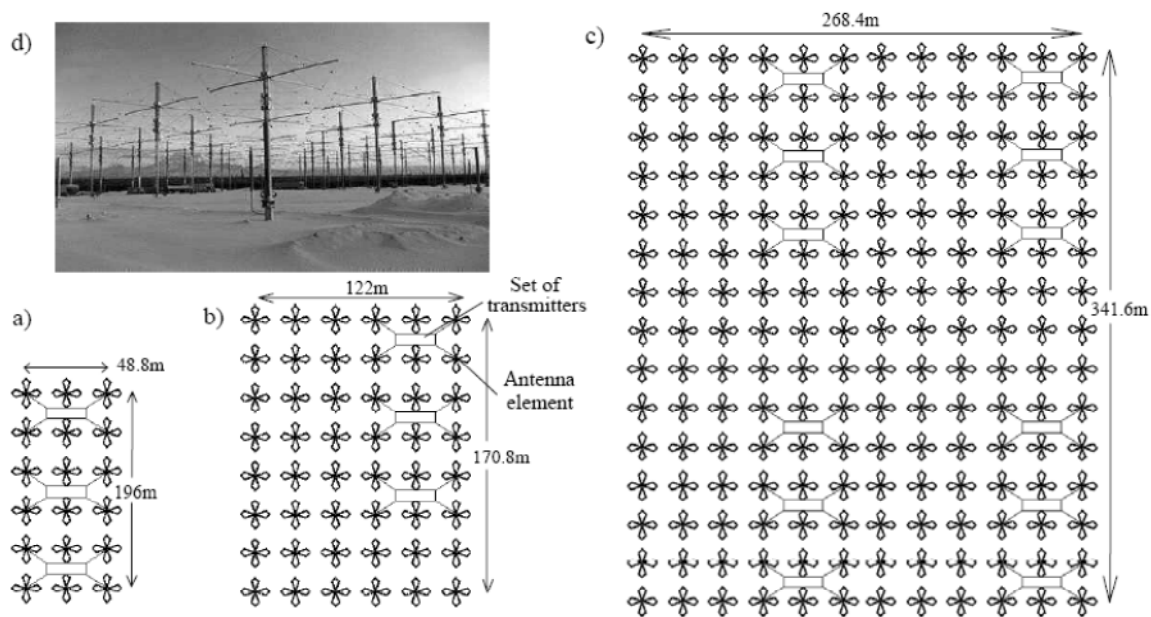 d)
c)
268.4m
341.6m
a)
48.8m
196m
b)
122m
Set of
transmitters
Antenna
element
170.8m